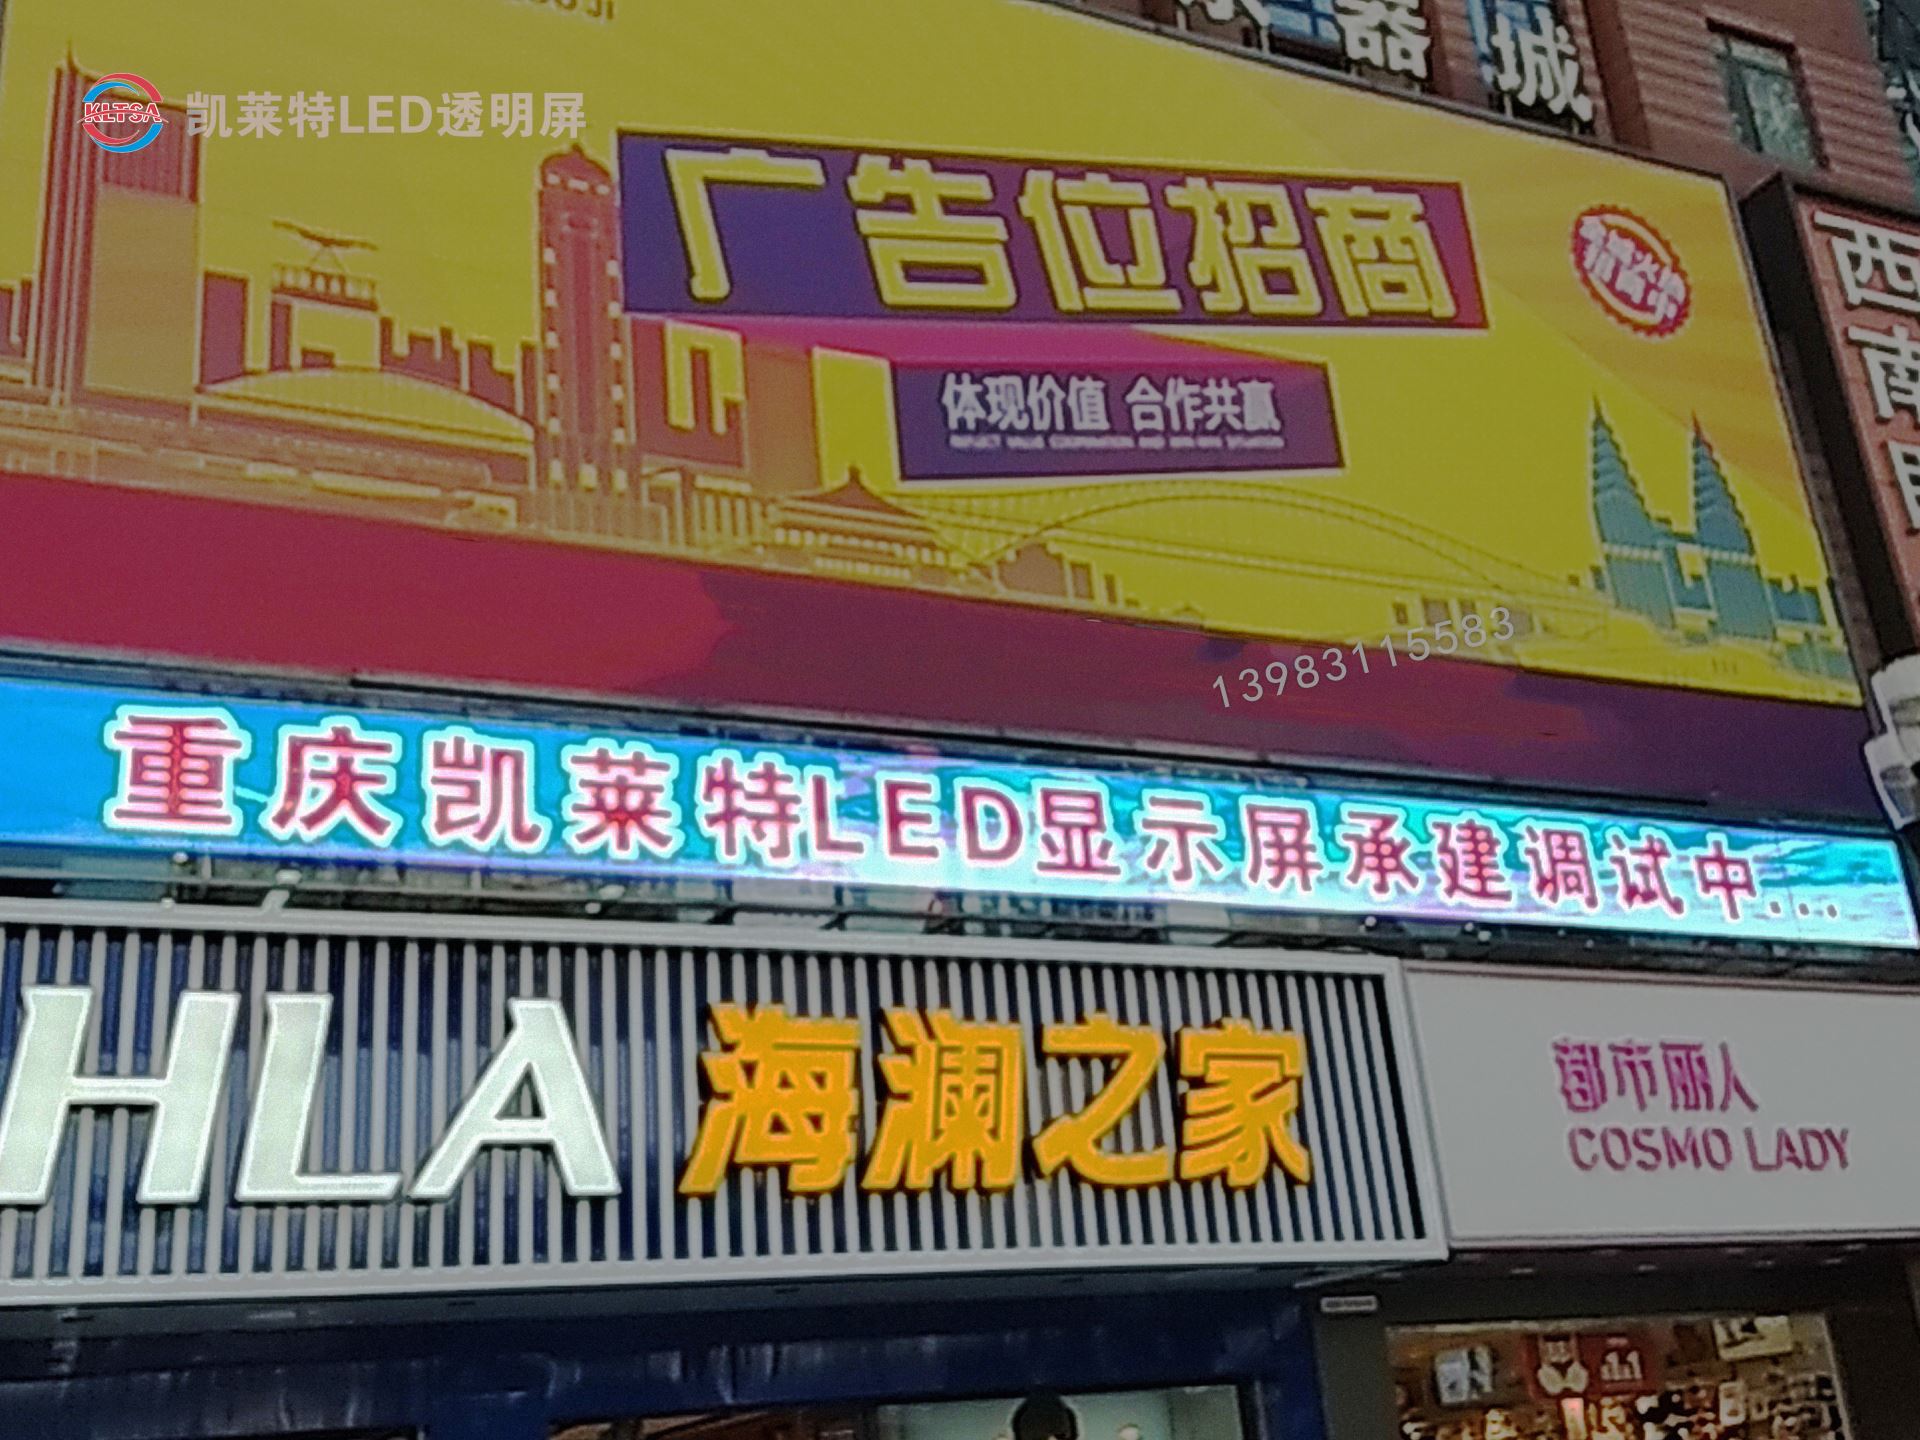 器城
KLTSA 凯莱特LED透明屏
广告位招商
体现价值 合作共赢
西南
13983115583
重庆凯莱特LED显示屏承建调试中...
HLA 海澜之家
都市丽人
COSMO LADY